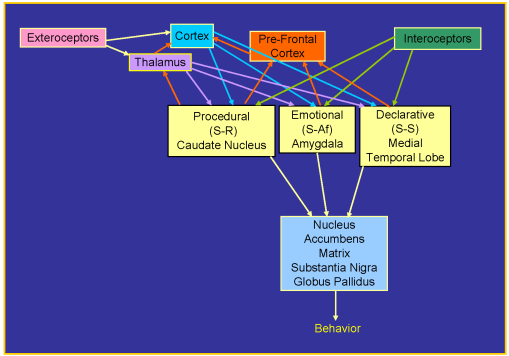 Exteroceptors
Cortex
Pre-Frontal
Cortex
Interoceptors
Thalamus
Procedural
(S-R)
Caudate Nucleus
Emotional
(S-Af)
Amygdala
Declarative
(S-S)
Medial
Temporal Lobe
Nucleus
Accumbens
Matrix
Substantia Nigra
Globus Pallidus
Behavior